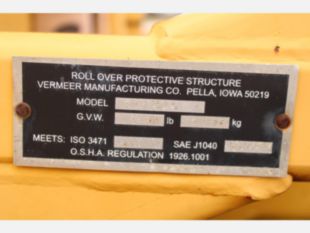 ROLL OVER PROTECTIVE STRUCTURE
VERMEER MANUFACTURING CO. PELLA, IOWA 50219
MODEL
G.V.W. lb kg
MEETS: ISO 3471 SAE J1040
O.S.H.A. REGULATION 1926.1001